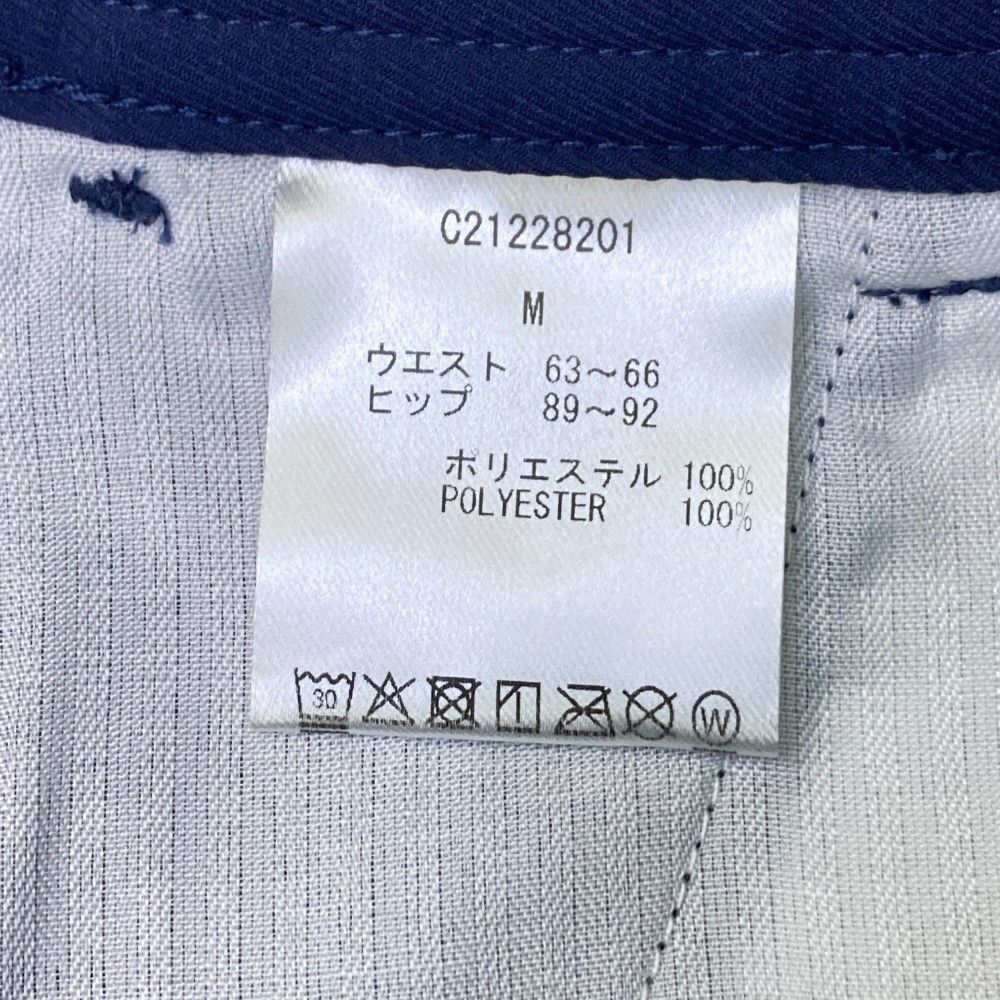 C21228201
M
ウエスト 63～66
ヒップ 89～92
ポリエステル 100%
POLYESTER 100%
30 W